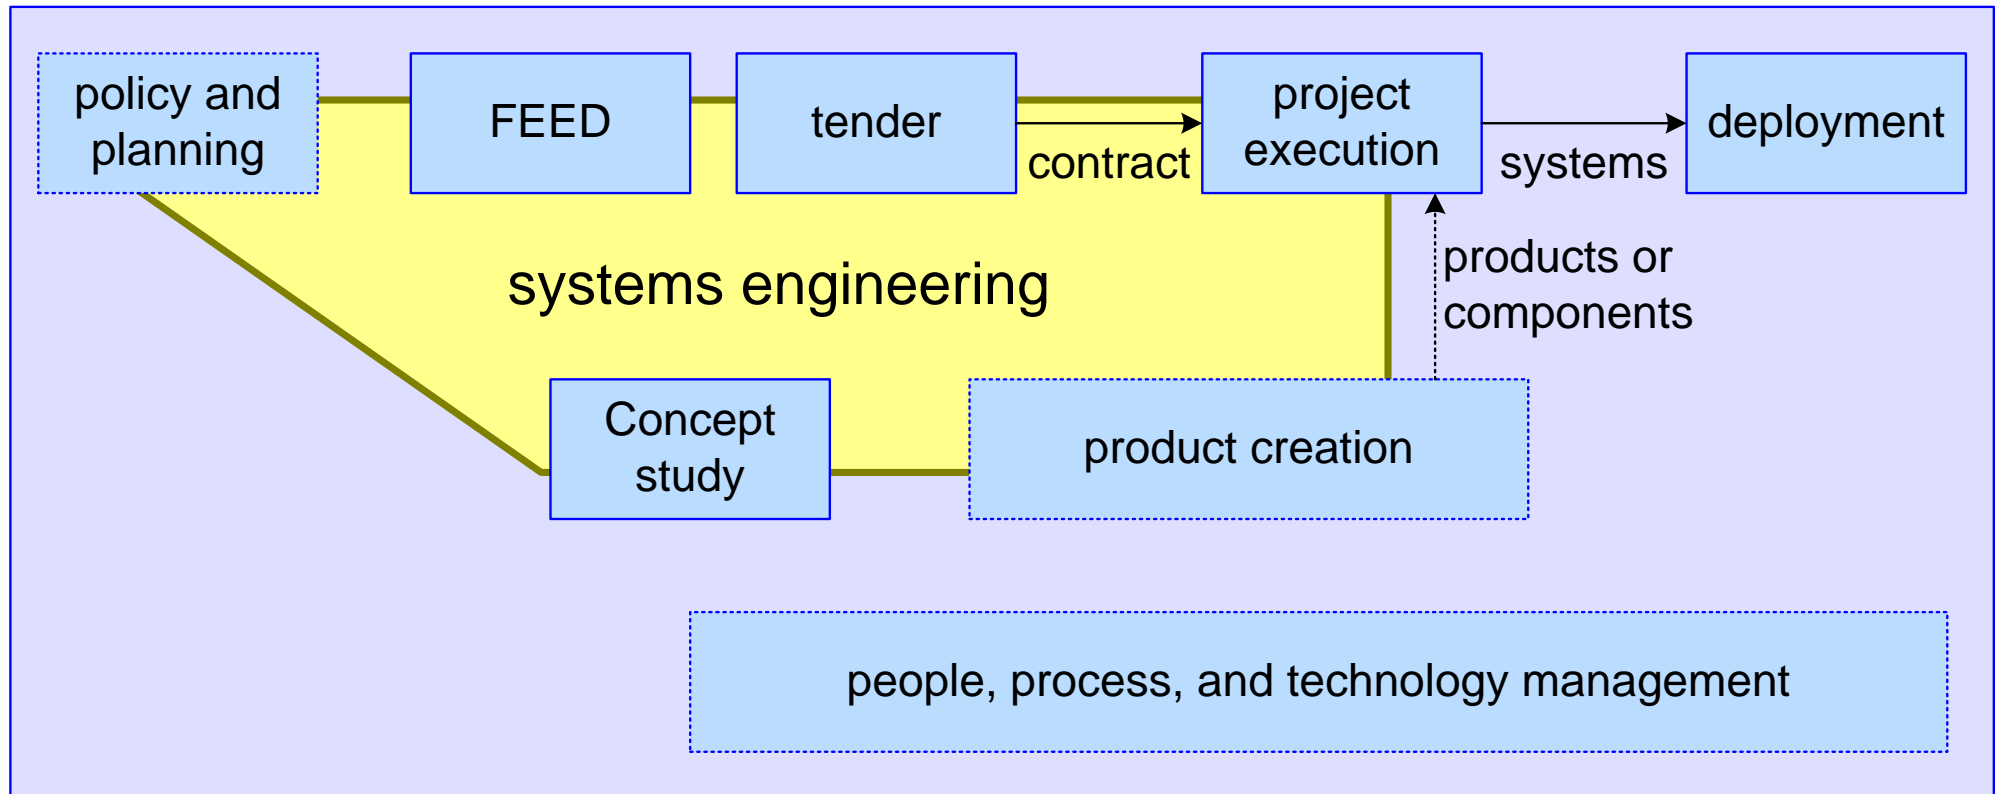 policy and
planning
FEED
tender
contract
project
execution
systems
deployment
systems engineering
products or
components
Concept
study
product creation
people, process, and technology management